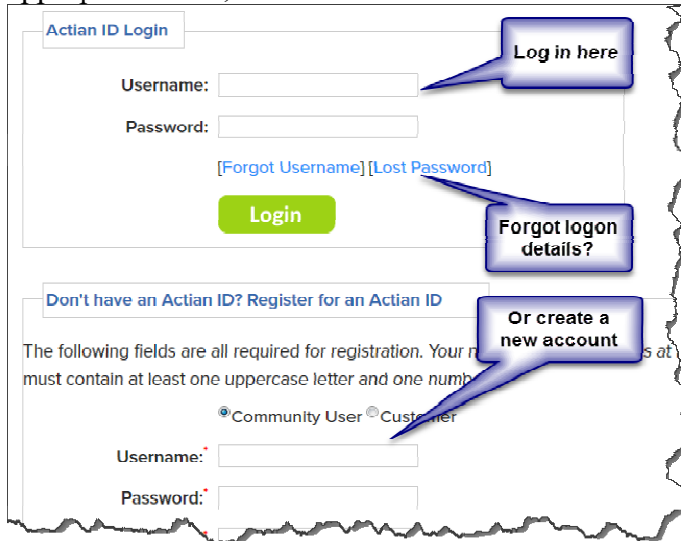 Actian ID Login
Log in here
Username:
Password:
[Forgot Username] [Lost Password]
Login
Forgot logon
details?
Don't have an Actian ID? Register for an Actian ID
Or create a
new account
The following fields are all required for registration. Your s at
must contain at least one uppercase letter and one
Community User Customer
Username:*
Password:*
*